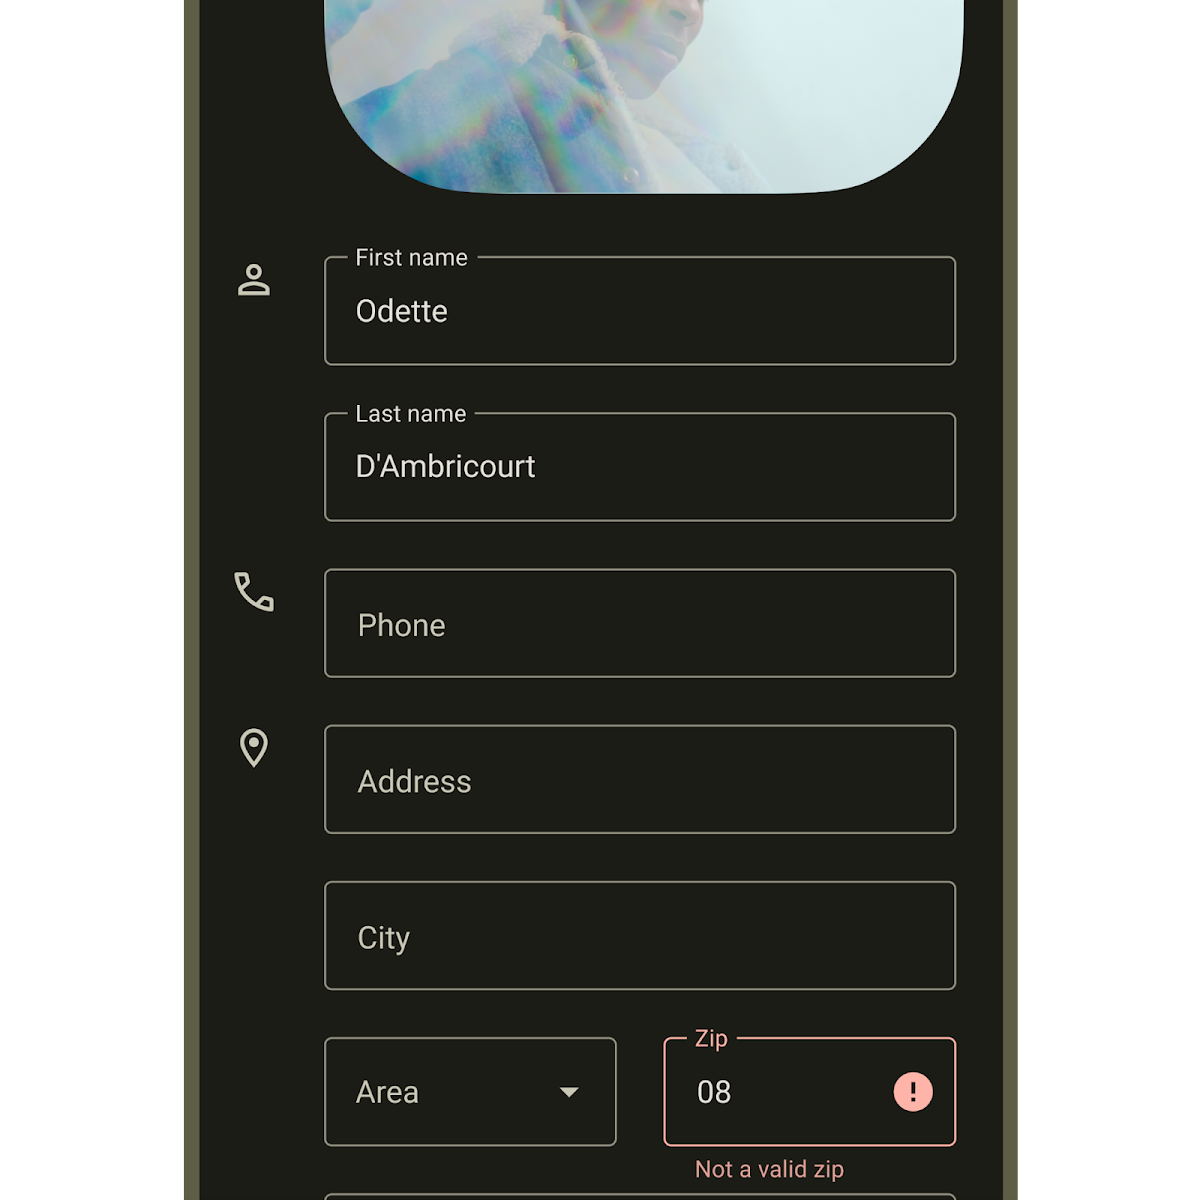 First name
Odette
Last name
D'Ambricourt
Phone
Address
City
Area
Zip
08
Not a valid zip